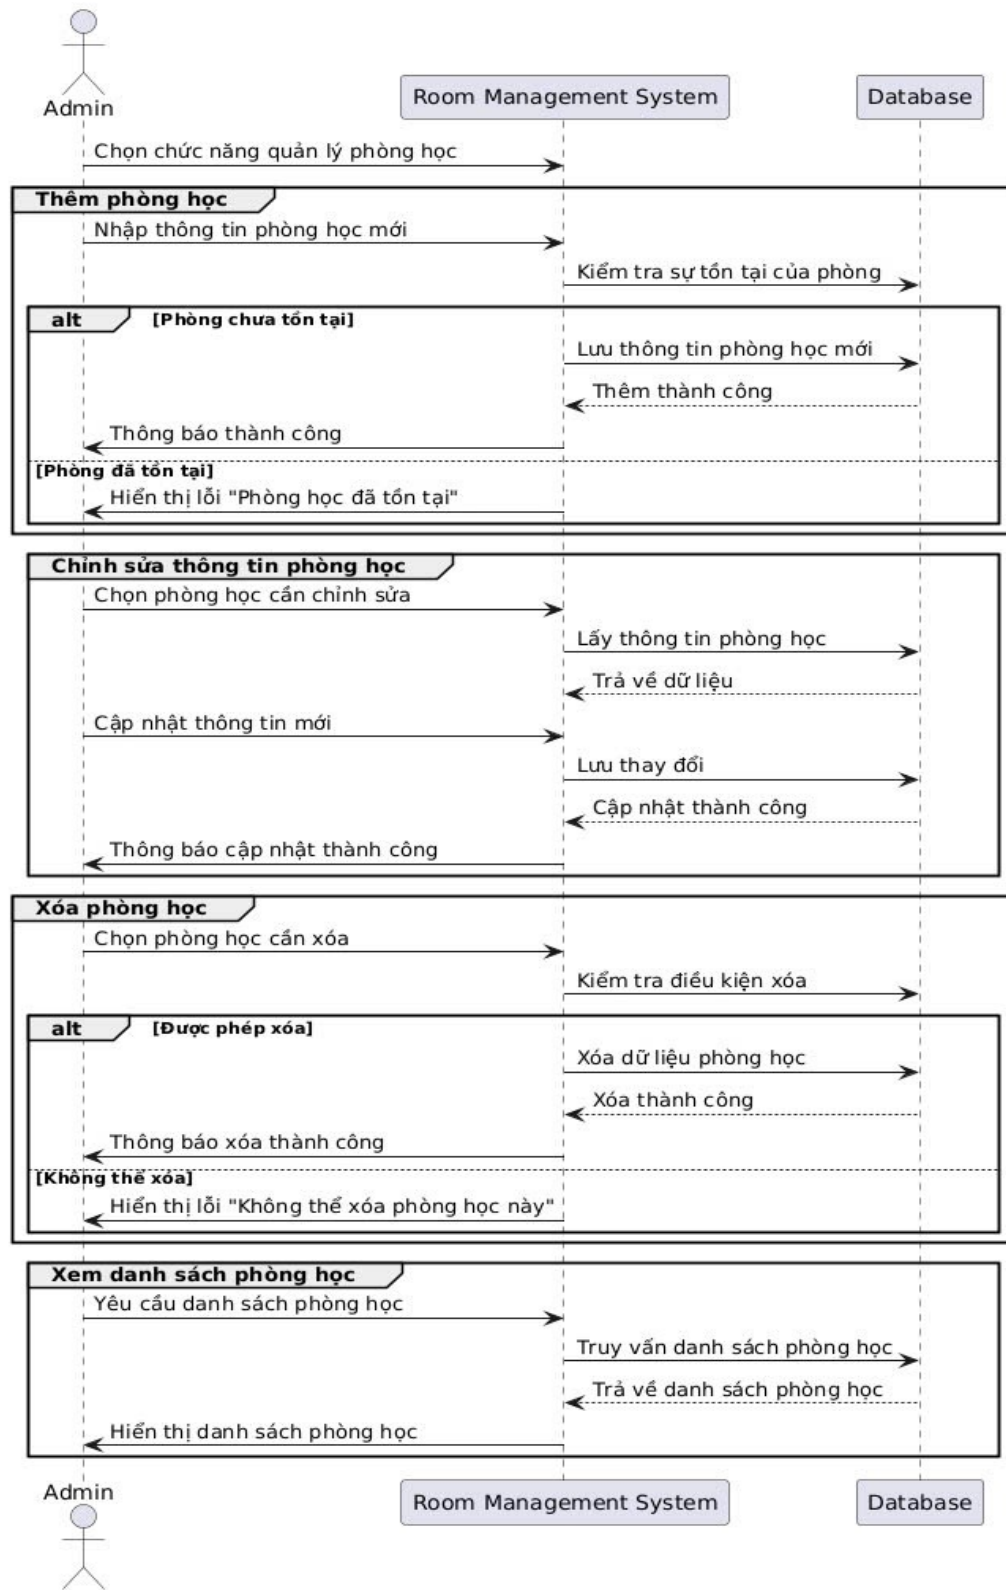 Admin
Room Management System
Database
Chọn chức năng quản lý phòng học
Thêm phòng học
Nhập thông tin phòng học mới
Kiểm tra sự tồn tại của phòng
alt
[Phòng chưa tồn tại]
Lưu thông tin phòng học mới
Thêm thành công
Thông báo thành công
[Phòng đã tồn tại]
Hiển thị lỗi "Phòng học đã tồn tại"
Chỉnh sửa thông tin phòng học
Chọn phòng học cần chỉnh sửa
Lấy thông tin phòng học
Trả về dữ liệu
Cập nhật thông tin mới
Lưu thay đổi
Cập nhật thành công
Thông báo cập nhật thành công
Xóa phòng học
Chọn phòng học cần xóa
Kiểm tra điều kiện xóa
alt
[Được phép xóa]
Xóa dữ liệu phòng học
Xóa thành công
Thông báo xóa thành công
[Không thể xóa]
Hiển thị lỗi "Không thể xóa phòng học này"
Xem danh sách phòng học
Yêu cầu danh sách phòng học
Truy vấn danh sách phòng học
Trả về danh sách phòng học
Hiển thị danh sách phòng học
Admin
Room Management System
Database